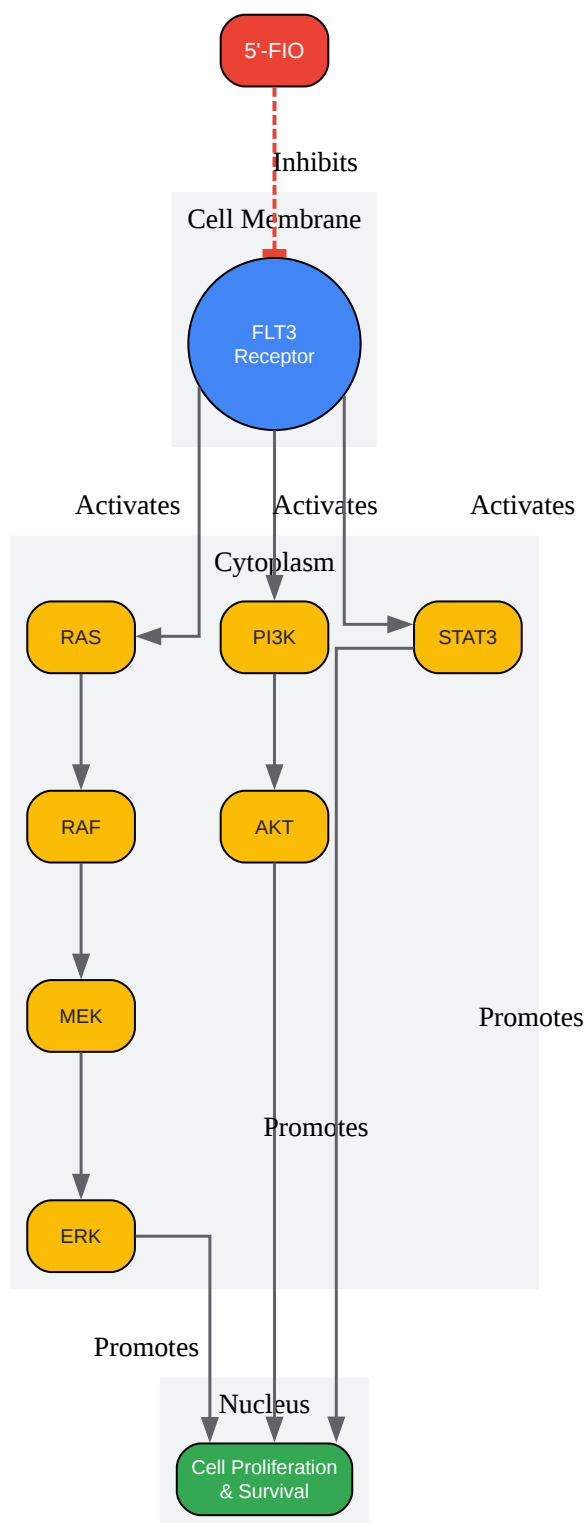 5'-FIO
Inhibits
Cell Membrane
FLT3
Receptor
Activates
Activates
Activates
Cytoplasm
RAS
PI3K
STAT3
RAF
AKT
MEK
Promotes
Promotes
ERK
Promotes
Nucleus
Cell Proliferation
& Survival